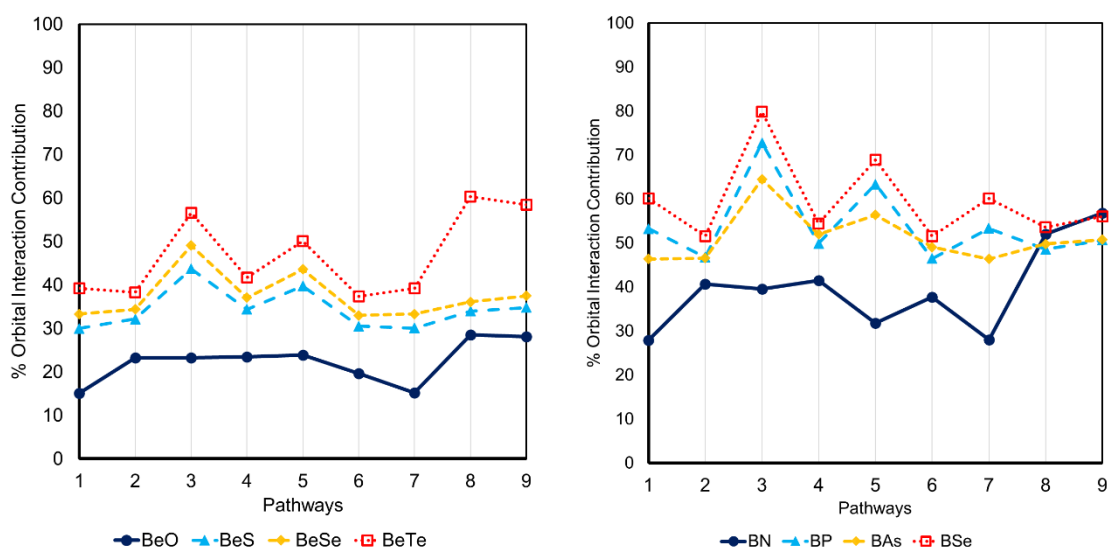 % Orbital Interaction Contribution
100
90
80
70
60
50
40
30
20
10
0
1 2 3 4 5 6 7 8 9
Pathways
BeO BeS BeSe BeTe
% Orbital Interaction Contribution
100
90
80
70
60
50
40
30
20
10
0
1 2 3 4 5 6 7 8 9
Pathways
BN BP BAs BSe